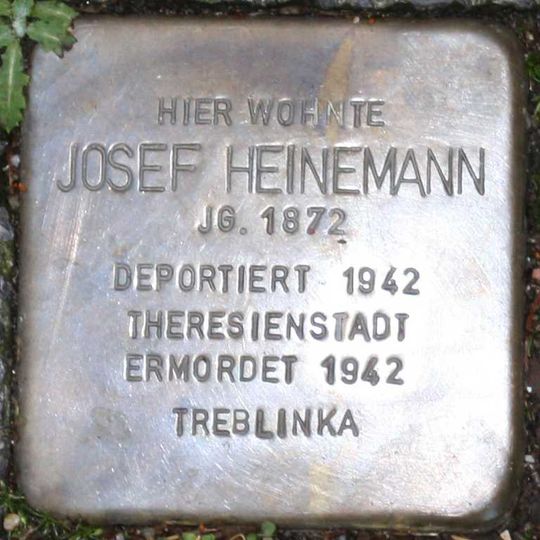 HIER WOHNTE
JOSEF HEINEMANN
JG. 1872
DEPORTIERT 1942
THERESIENSTADT
ERMORDET 1942
TREBLINKA